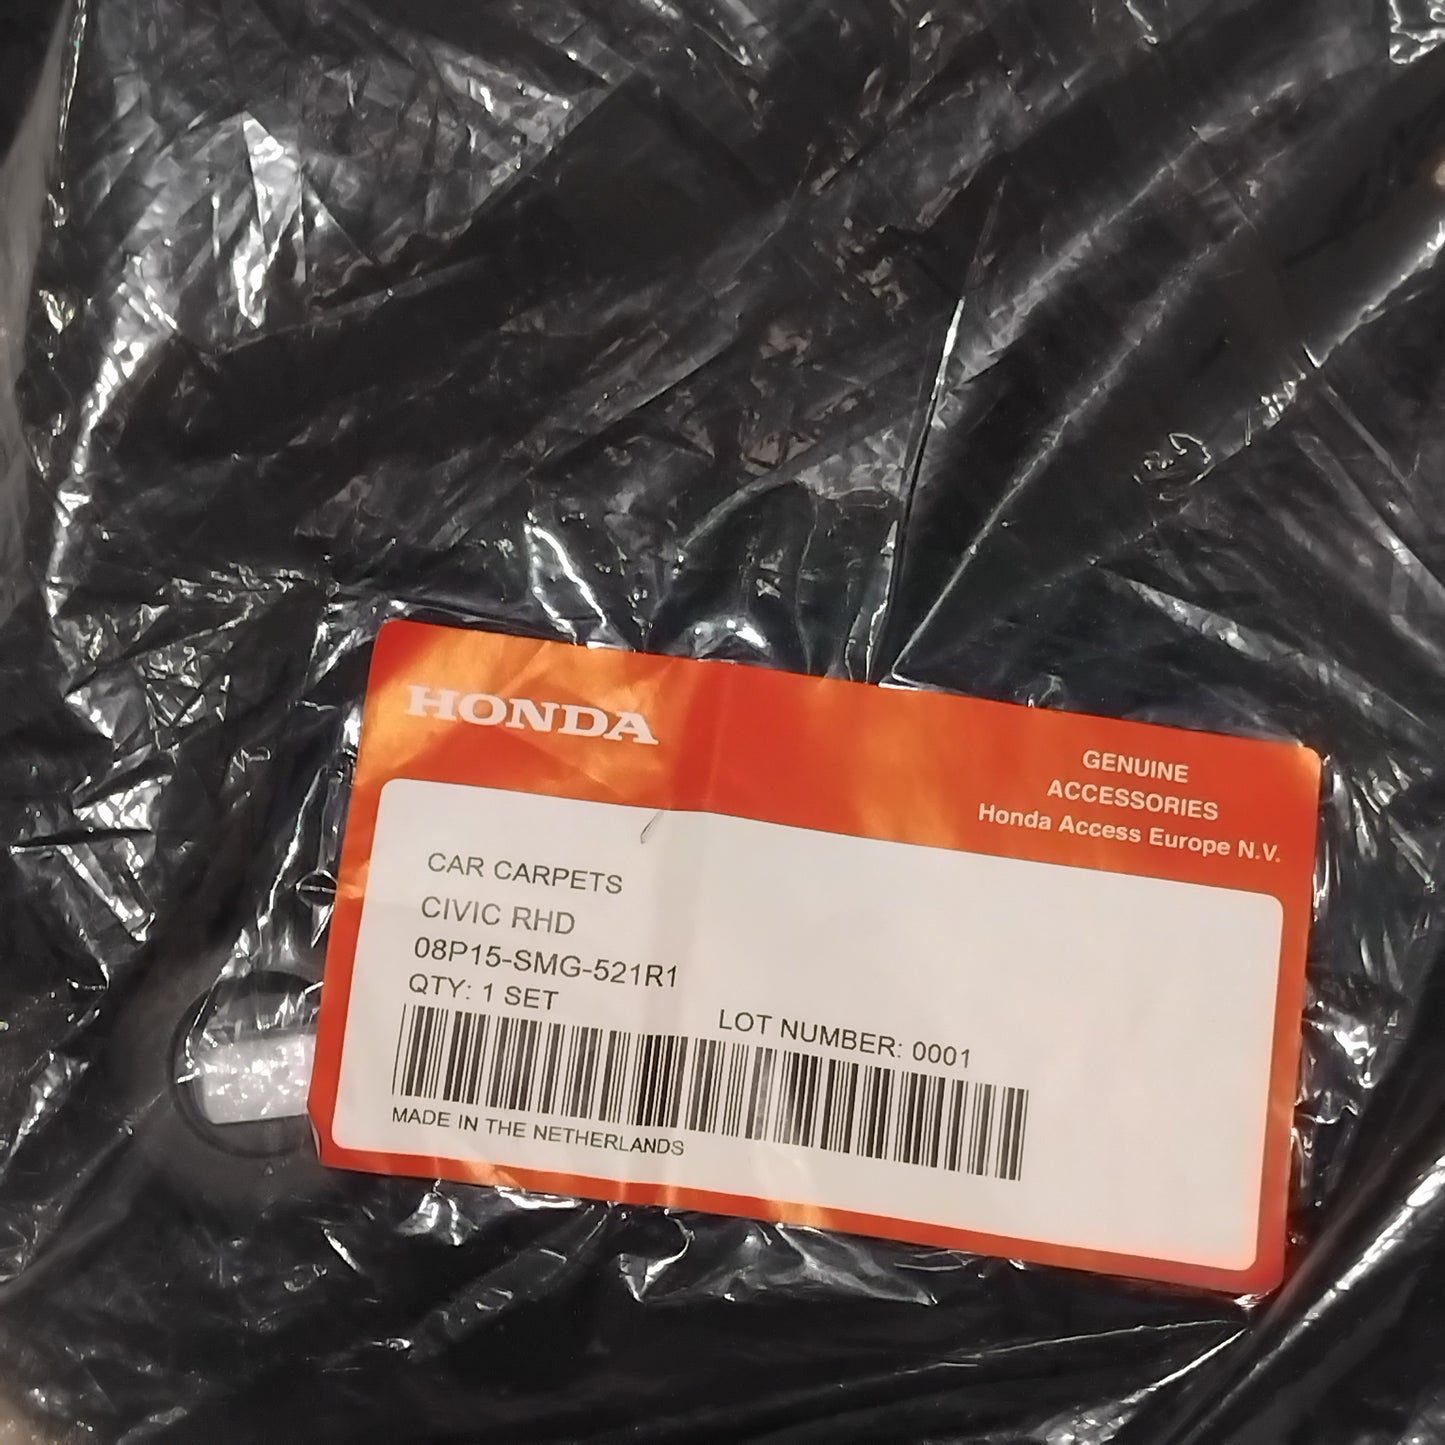 HONDA
GENUINE
ACCESSORIES
Honda Access Europe N.V.
CAR CARPETS
CIVIC RHD
08P15-SMG-521R1
QTY: 1 SET
LOT NUMBER: 0001
MADE IN THE NETHERLANDS